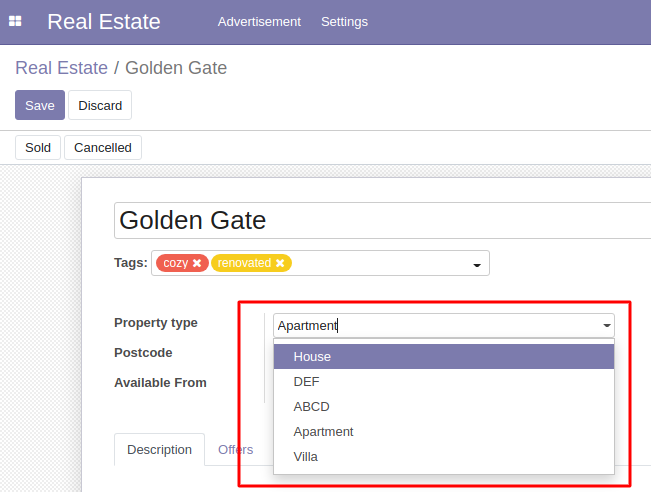 Real Estate Advertisement Settings
Real Estate / Golden Gate
Save Discard
Sold Cancelled
Golden Gate
Tags: cozy ✖ renovated ✖
Property type Apartment
Postcode House
DEF
Available From
ABCD
Apartment
Description Offers
Villa